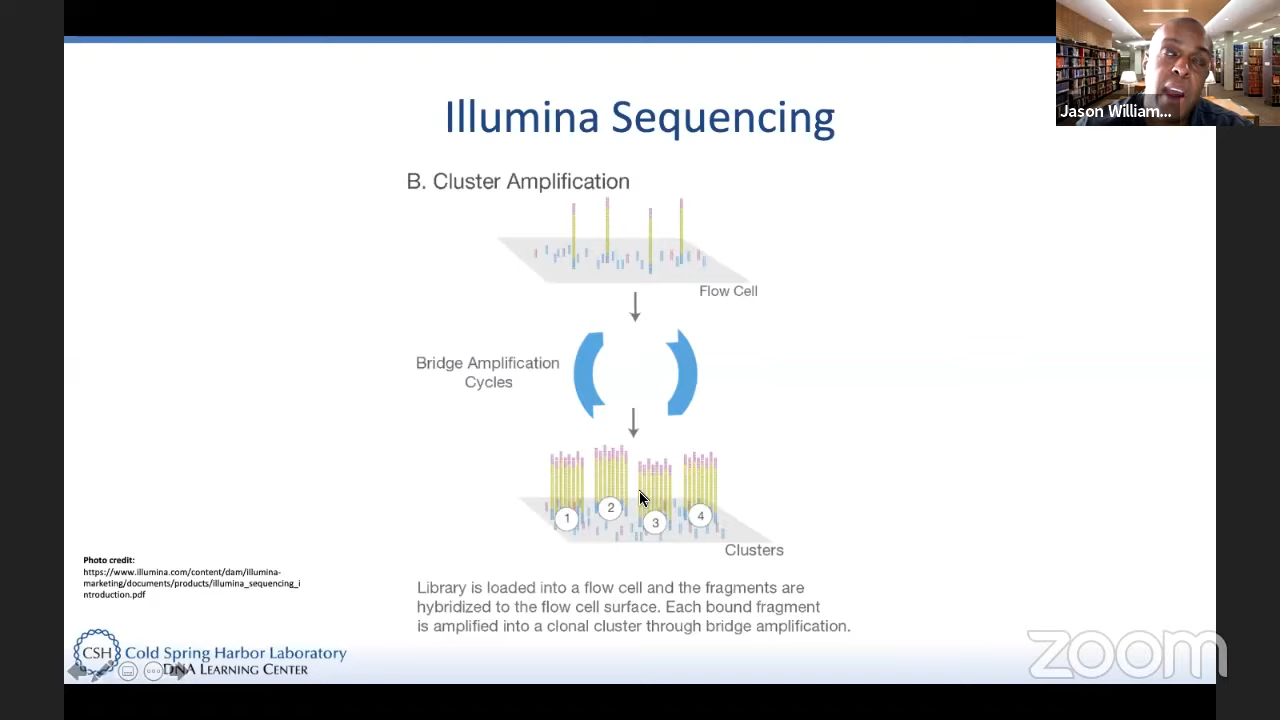 Jason William...
Illumina Sequencing
B. Cluster Amplification
Flow Cell
Bridge Amplification
Cycles
1
2
3
4
Clusters
Photo credit:
https://www.illumina.com/content/dam/illumina-
marketing/documents/products/illumina_sequencing_i
ntroduction.pdf
Library is loaded into a flow cell and the fragments are
hybridized to the flow cell surface. Each bound fragment
is amplified into a clonal cluster through bridge amplification.
CSH
Cold Spring Harbor Laboratory
DNA Learning Center
zoom